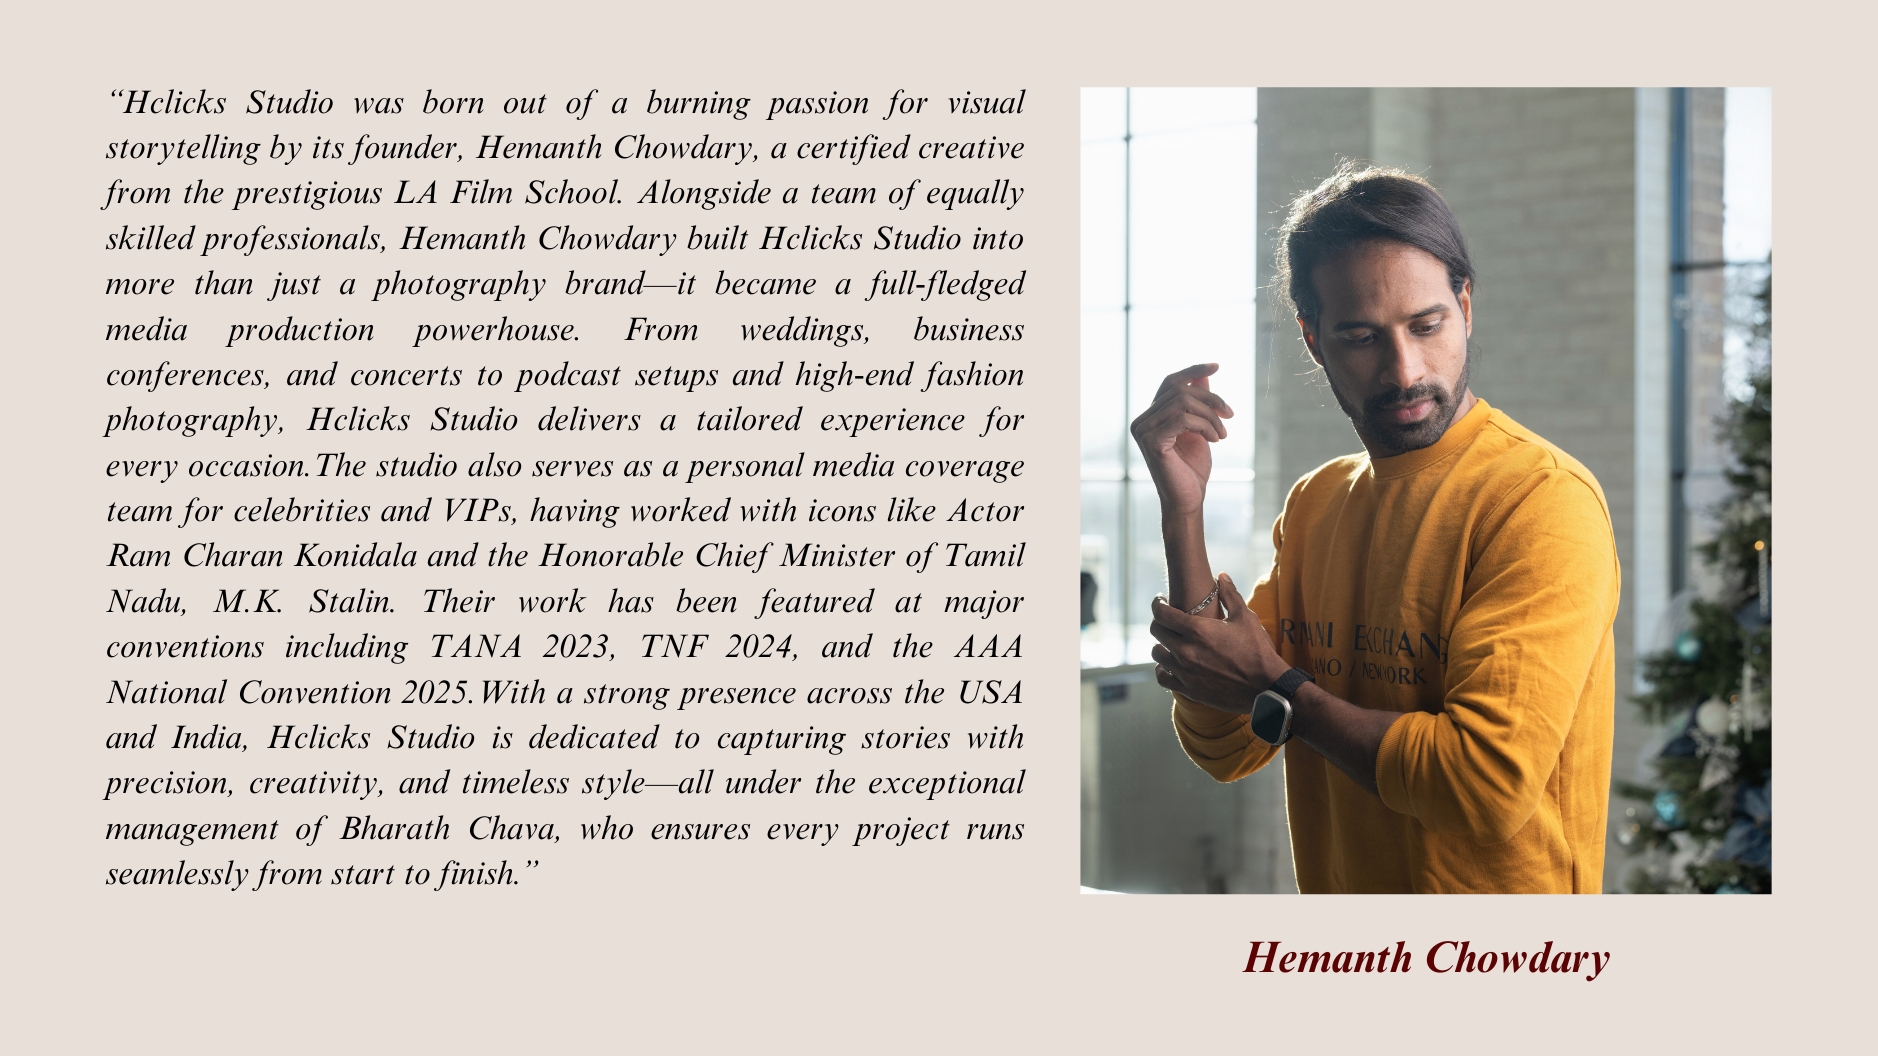 “Hclicks Studio was born out of a burning passion for visual
storytelling by its founder, Hemanth Chowdary, a certified creative
from the prestigious LA Film School. Alongside a team of equally
skilled professionals, Hemanth Chowdary built Hclicks Studio into
more than just a photography brand—it became a full-fledged
media production powerhouse. From weddings, business
conferences, and concerts to podcast setups and high-end fashion
photography, Hclicks Studio delivers a tailored experience for
every occasion.The studio also serves as a personal media coverage
team for celebrities and VIPs, having worked with icons like Actor
Ram Charan Konidala and the Honorable Chief Minister of Tamil
Nadu, M.K. Stalin. Their work has been featured at major
conventions including TANA 2023, TNF 2024, and the AAA
National Convention 2025.With a strong presence across the USA
and India, Hclicks Studio is dedicated to capturing stories with
precision, creativity, and timeless style—all under the exceptional
management of Bharath Chava, who ensures every project runs
seamlessly from start to finish.”
RMANI EXCHANG
ANO / NEW YORK
Hemanth Chowdary